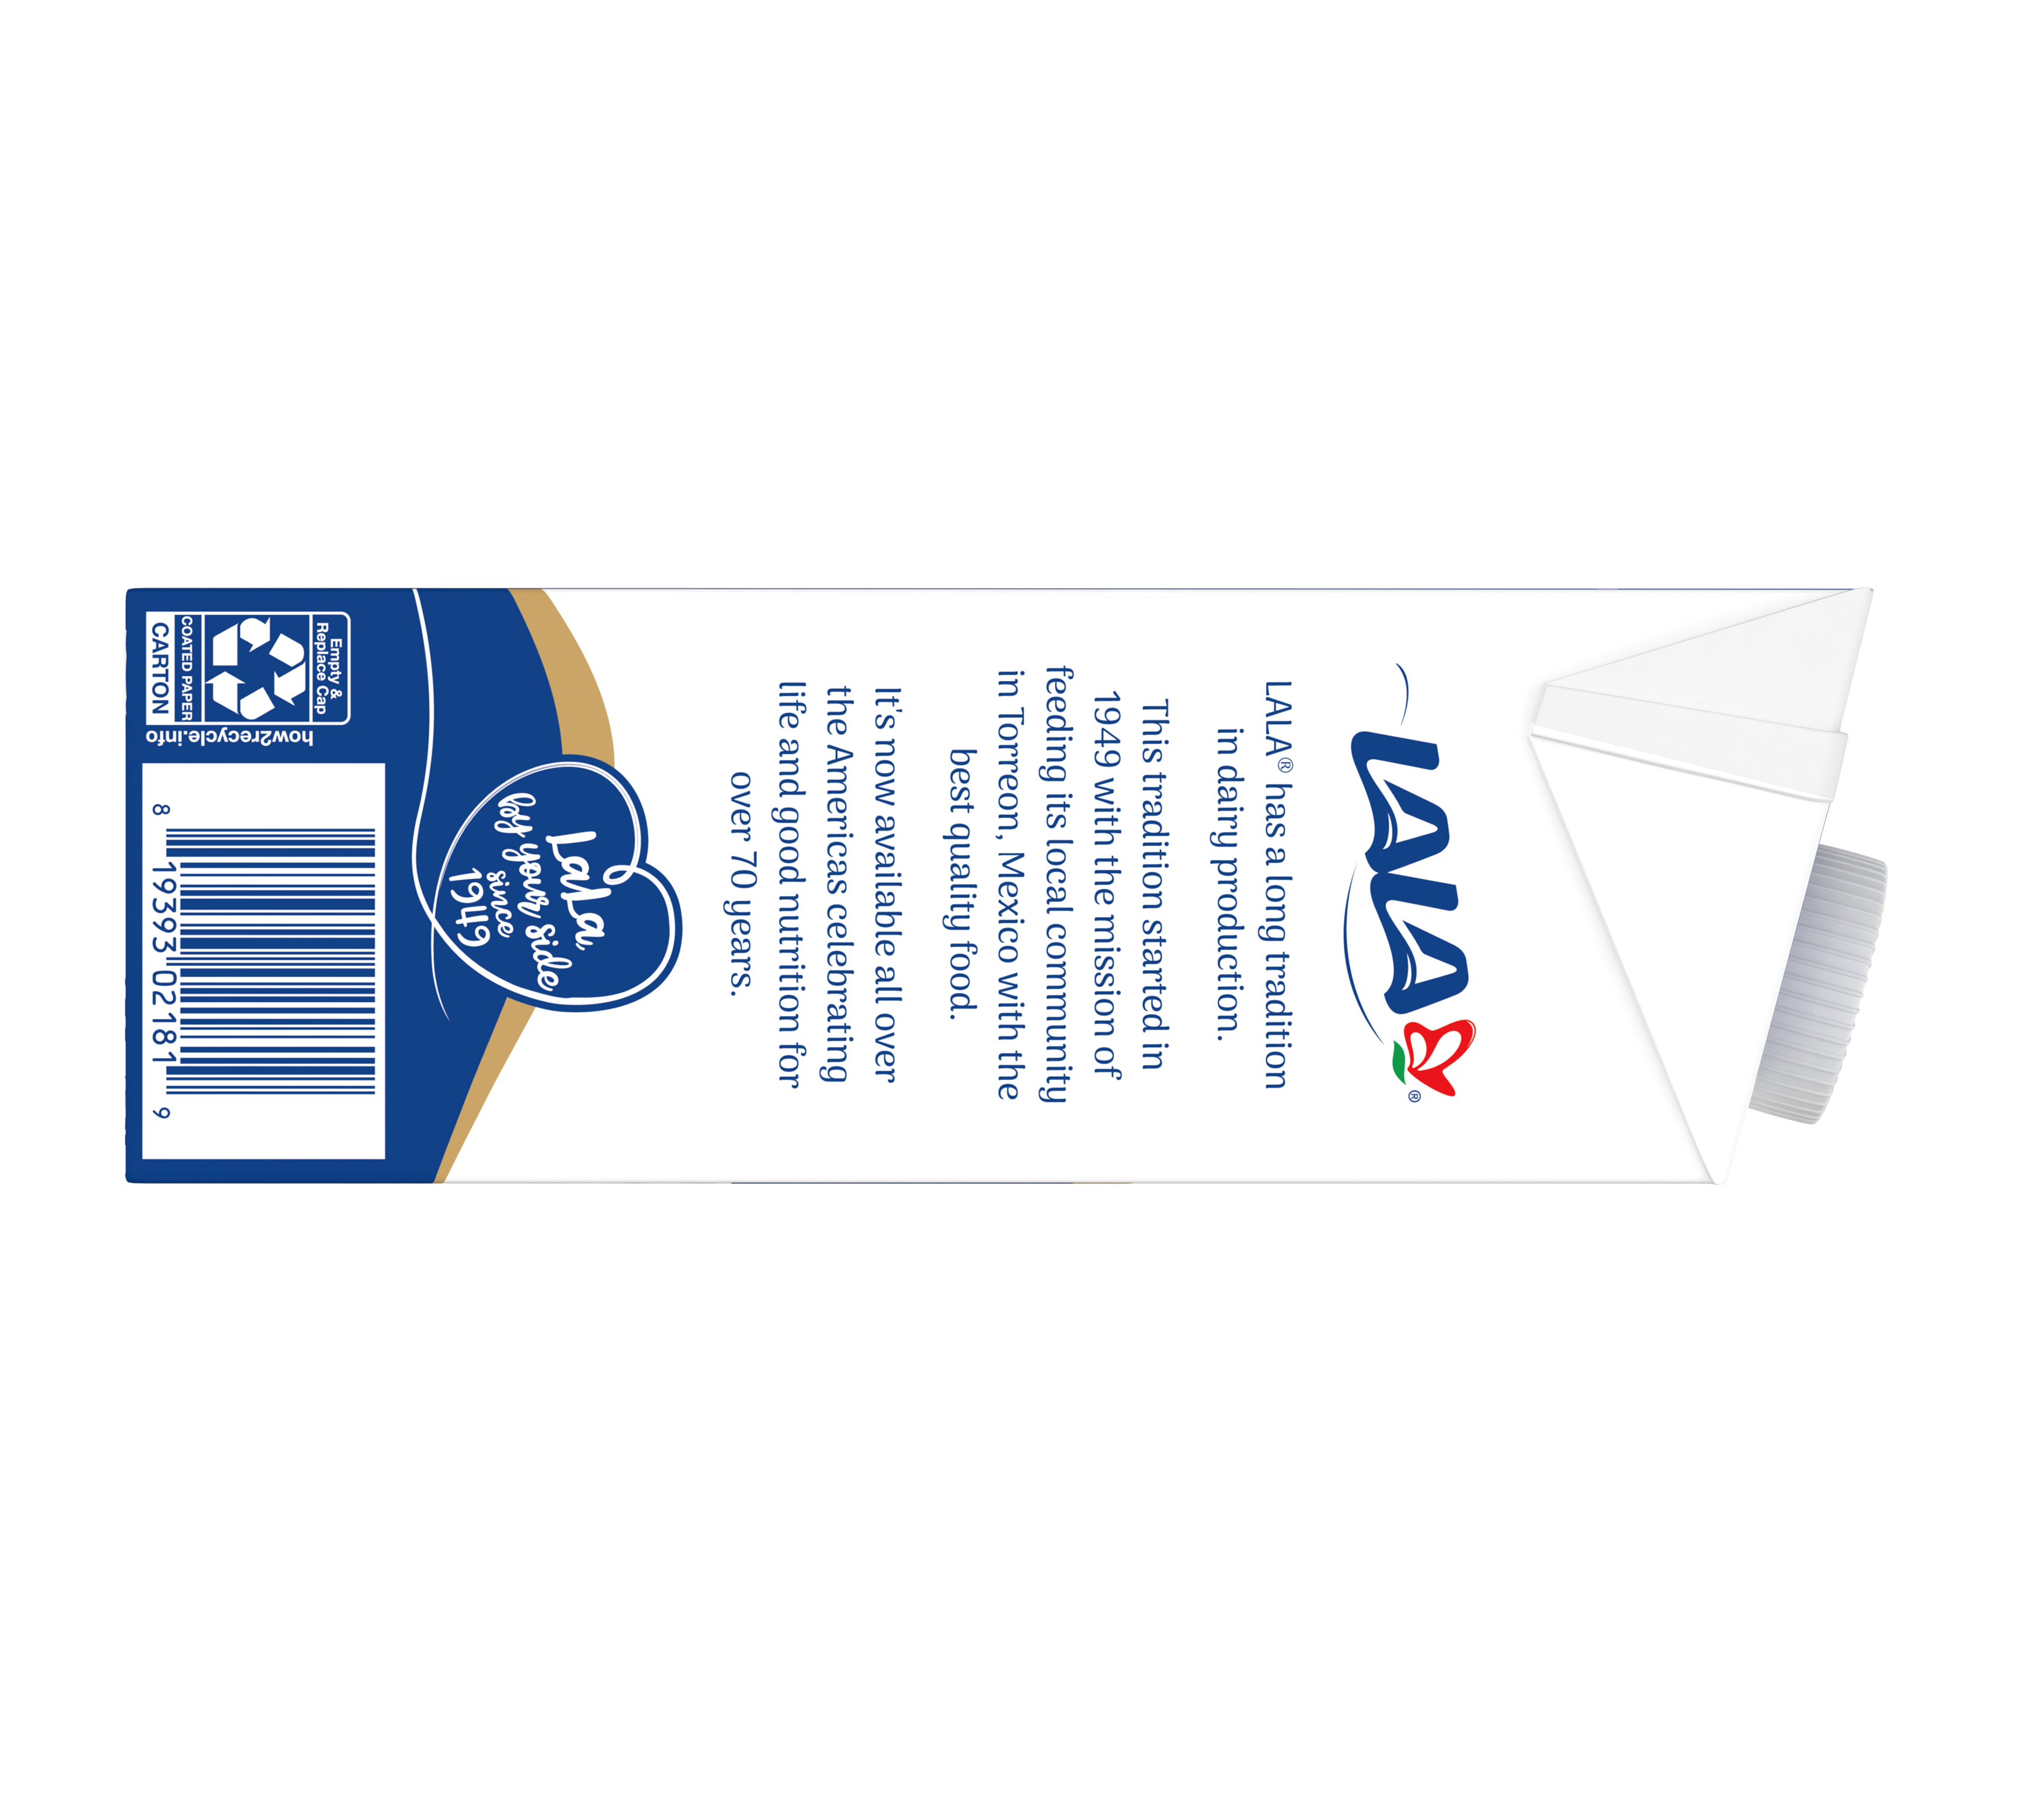 LALA®
LALA® has a long tradition
in dairy production.
This tradition started in
1949 with the mission of
feeding its local community
in Torreon, Mexico with the
best quality food.
It's now available all over
the Americas celebrating
life and good nutrition for
over 70 years.
LaLa
by your side
since
1949
Empty &
Replace Cap
COATED PAPER
CARTON
how2recycle.info
8 19393 02181 9